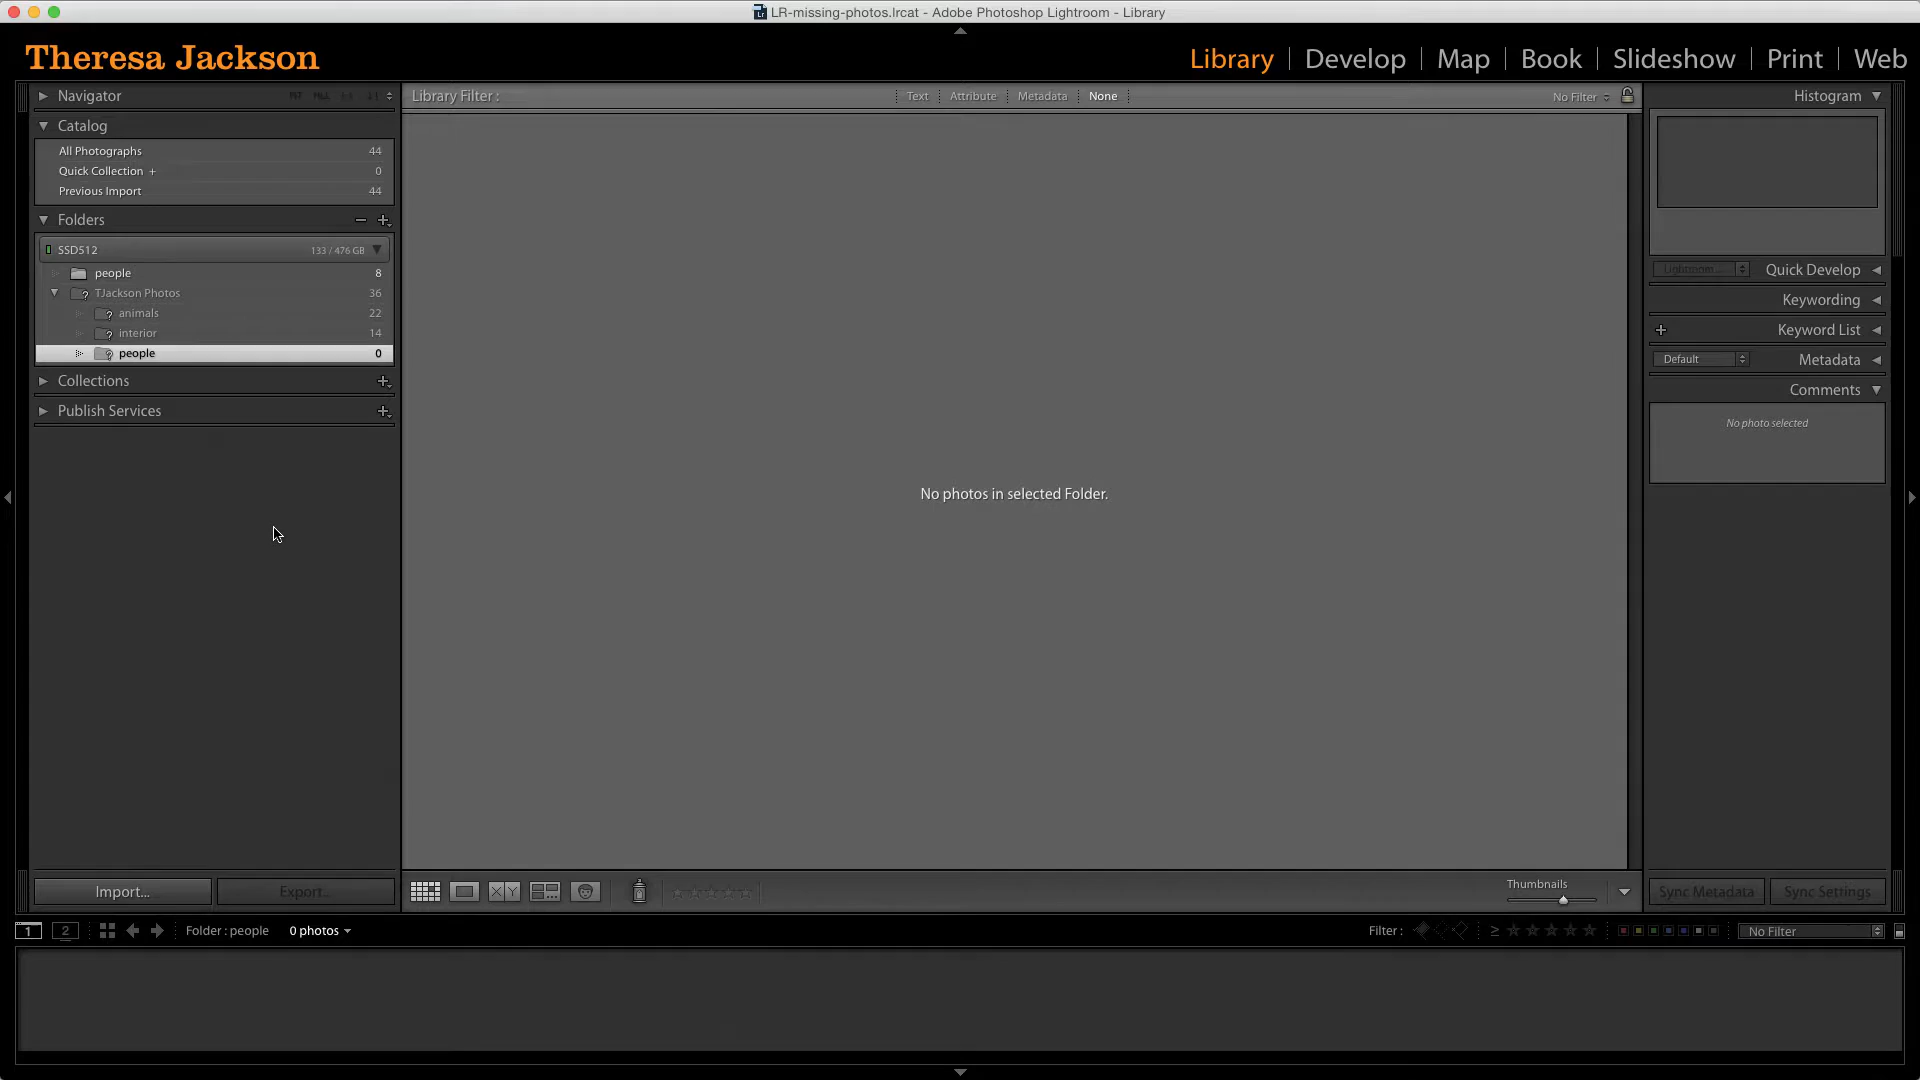 LR-missing-photos.lrcat - Adobe Photoshop Lightroom - Library
Theresa Jackson
Library | Develop | Map | Book | Slideshow | Print | Web
Navigator
Catalog
All Photographs 44
Quick Collection + 0
Previous Import 44
Folders
SSD512 133 / 476 GB
people 8
TJackson Photos 36
animals 22
interior 14
people 0
Collections
Publish Services
Import...
Export...
Library Filter : Text Attribute Metadata None No Filter
No photos in selected Folder.
Thumbnails
Histogram
Quick Develop
Keywording
Keyword List
Default Metadata
Comments
No photo selected
Sync Metadata Sync Settings
1 2 Folder : people 0 photos Filter : ≥ No Filter